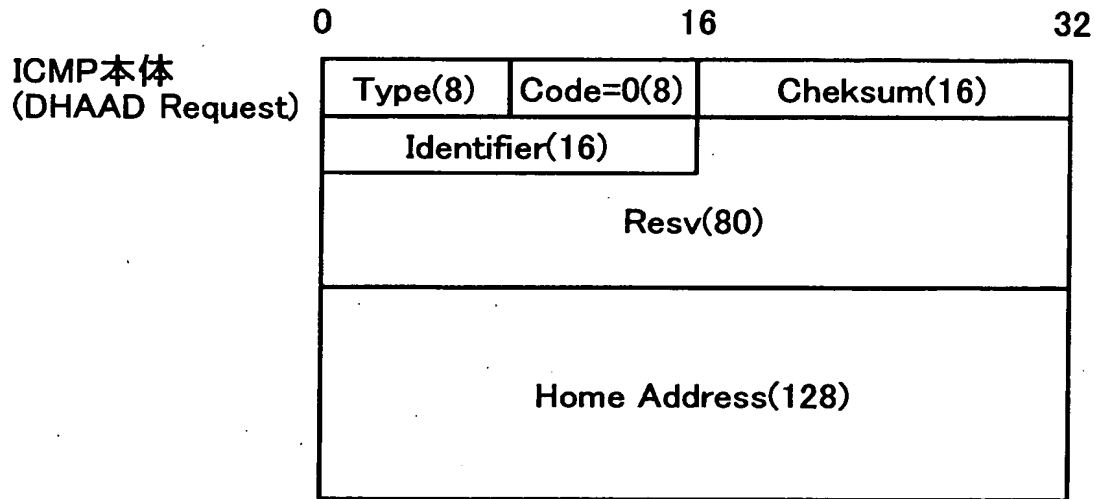 0 16 32
ICMP本体
(DHAAD Request)
Type(8) Code=0(8) Cheksum(16)
Identifier(16)
Resv(80)
Home Address(128)